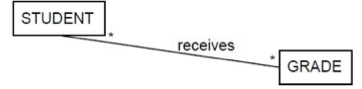 STUDENT
*
receives
*
GRADE